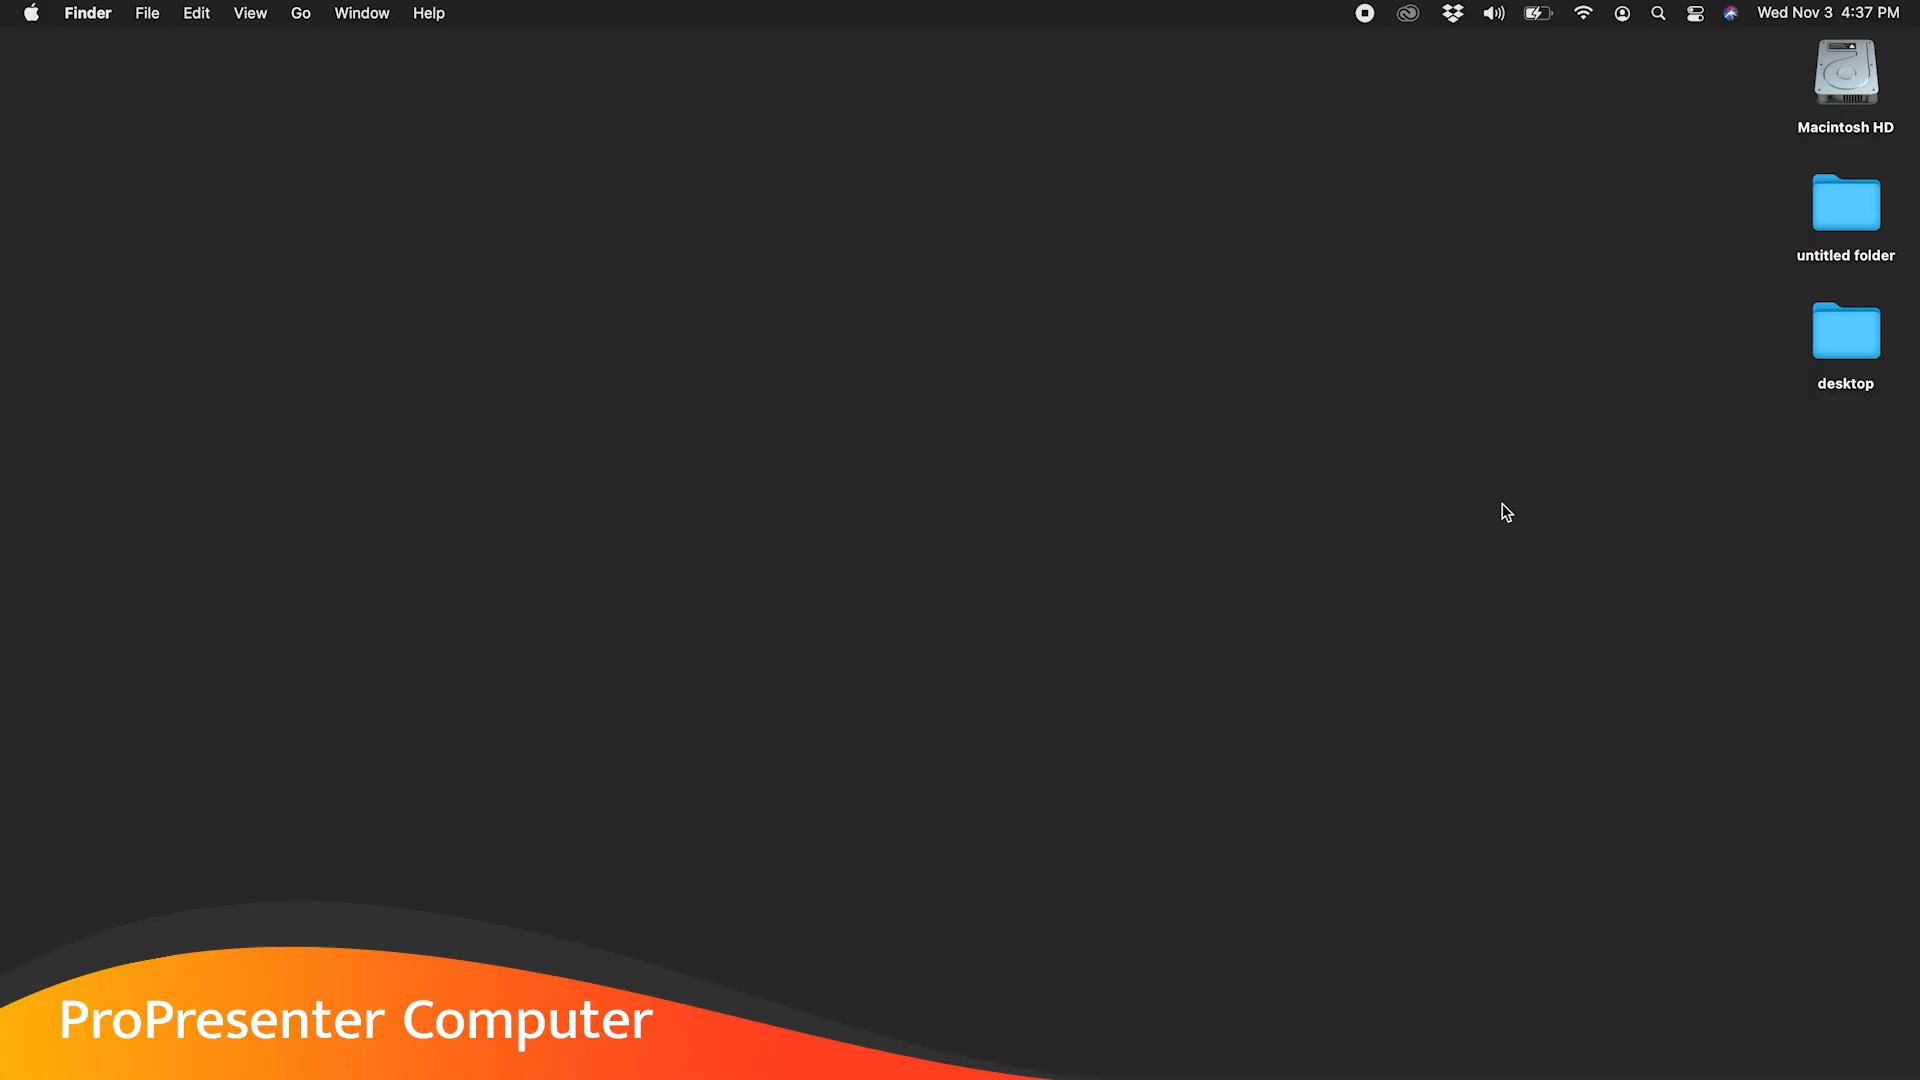 Finder File Edit View Go Window Help Wed Nov 3 4:37 PM
Macintosh HD
untitled folder
desktop
ProPresenter Computer